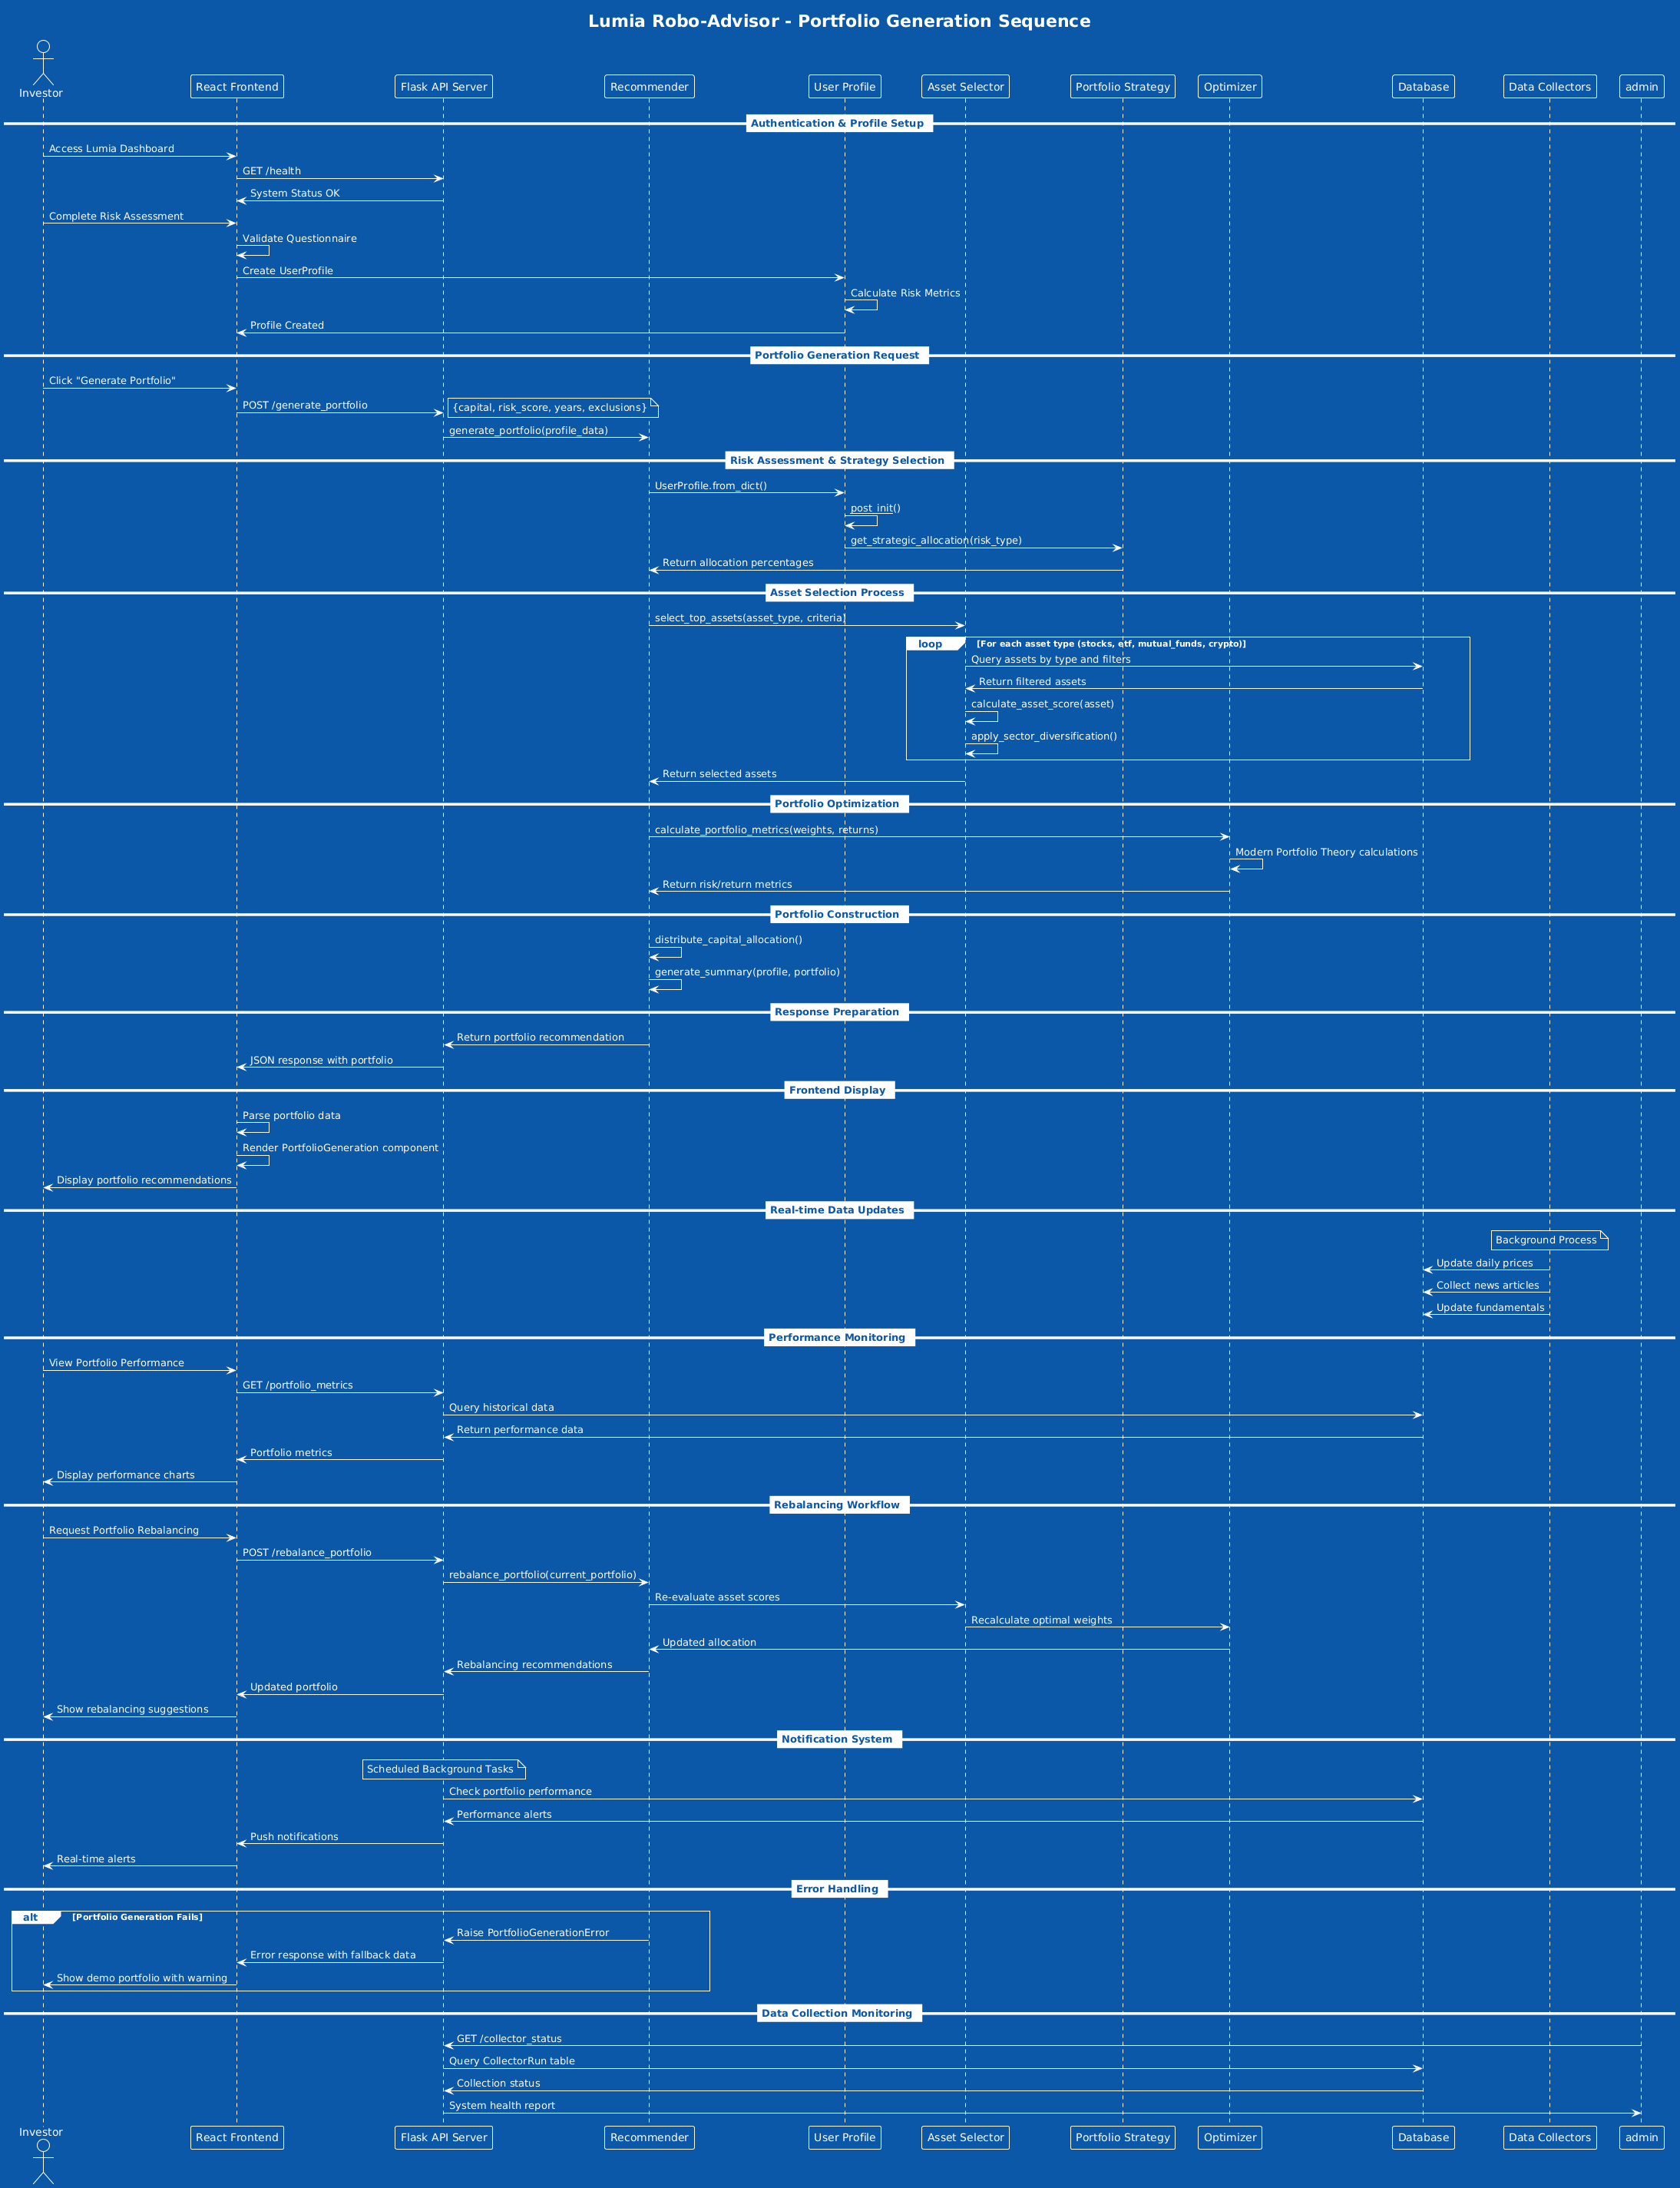 Lumia Robo-Advisor - Portfolio Generation Sequence
Investor
React Frontend
Flask API Server
Recommender
User Profile
Asset Selector
Portfolio Strategy
Optimizer
Database
Data Collectors
admin
Authentication & Profile Setup
Access Lumia Dashboard
GET /health
System Status OK
Complete Risk Assessment
Validate Questionnaire
Create UserProfile
Calculate Risk Metrics
Profile Created
Portfolio Generation Request
Click "Generate Portfolio"
POST /generate_portfolio
{capital, risk_score, years, exclusions}
generate_portfolio(profile_data)
Risk Assessment & Strategy Selection
UserProfile.from_dict()
post_init()
get_strategic_allocation(risk_type)
Return allocation percentages
Asset Selection Process
select_top_assets(asset_type, criteria)
loop
[For each asset type (stocks, etf, mutual_funds, crypto)]
Query assets by type and filters
Return filtered assets
calculate_asset_score(asset)
apply_sector_diversification()
Return selected assets
Portfolio Optimization
calculate_portfolio_metrics(weights, returns)
Modern Portfolio Theory calculations
Return risk/return metrics
Portfolio Construction
distribute_capital_allocation()
generate_summary(profile, portfolio)
Response Preparation
Return portfolio recommendation
JSON response with portfolio
Frontend Display
Parse portfolio data
Render PortfolioGeneration component
Display portfolio recommendations
Real-time Data Updates
Background Process
Update daily prices
Collect news articles
Update fundamentals
Performance Monitoring
View Portfolio Performance
GET /portfolio_metrics
Query historical data
Return performance data
Portfolio metrics
Display performance charts
Rebalancing Workflow
Request Portfolio Rebalancing
POST /rebalance_portfolio
rebalance_portfolio(current_portfolio)
Re-evaluate asset scores
Recalculate optimal weights
Updated allocation
Rebalancing recommendations
Updated portfolio
Show rebalancing suggestions
Notification System
Scheduled Background Tasks
Check portfolio performance
Performance alerts
Push notifications
Real-time alerts
Error Handling
alt
[Portfolio Generation Fails]
Raise PortfolioGenerationError
Error response with fallback data
Show demo portfolio with warning
Data Collection Monitoring
GET /collector_status
Query CollectorRun table
Collection status
System health report
Investor
React Frontend
Flask API Server
Recommender
User Profile
Asset Selector
Portfolio Strategy
Optimizer
Database
Data Collectors
admin